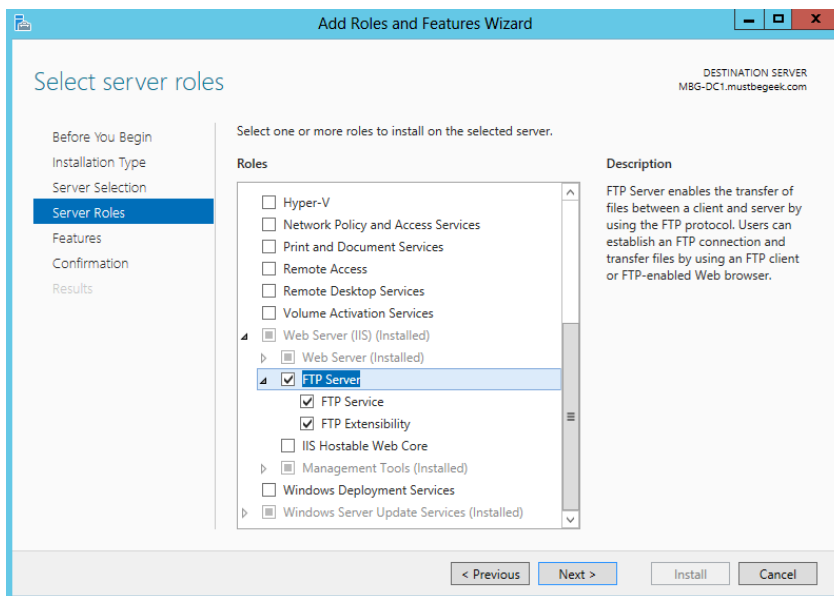 Add Roles and Features Wizard
Select server roles
DESTINATION SERVER
MBG-DC1.mustbegeek.com
Before You Begin
Installation Type
Server Selection
Server Roles
Features
Confirmation
Results
Select one or more roles to install on the selected server.
Roles
Hyper-V
Network Policy and Access Services
Print and Document Services
Remote Access
Remote Desktop Services
Volume Activation Services
Web Server (IIS) (Installed)
Web Server (Installed)
FTP Server
FTP Service
FTP Extensibility
IIS Hostable Web Core
Management Tools (Installed)
Windows Deployment Services
Windows Server Update Services (Installed)
Description
FTP Server enables the transfer of
files between a client and server by
using the FTP protocol. Users can
establish an FTP connection and
transfer files by using an FTP client
or FTP-enabled Web browser.
< Previous
Next >
Install
Cancel